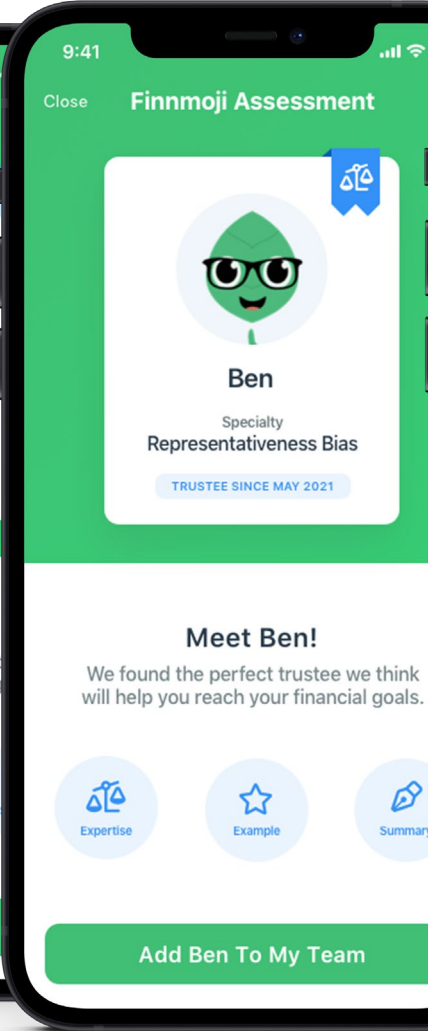 9:41
Close
Finnmoji Assessment
Ben
Specialty
Representativeness Bias
TRUSTEE SINCE MAY 2021
Meet Ben!
We found the perfect trustee we think
will help you reach your financial goals.
Expertise
Example
Summary
Add Ben To My Team